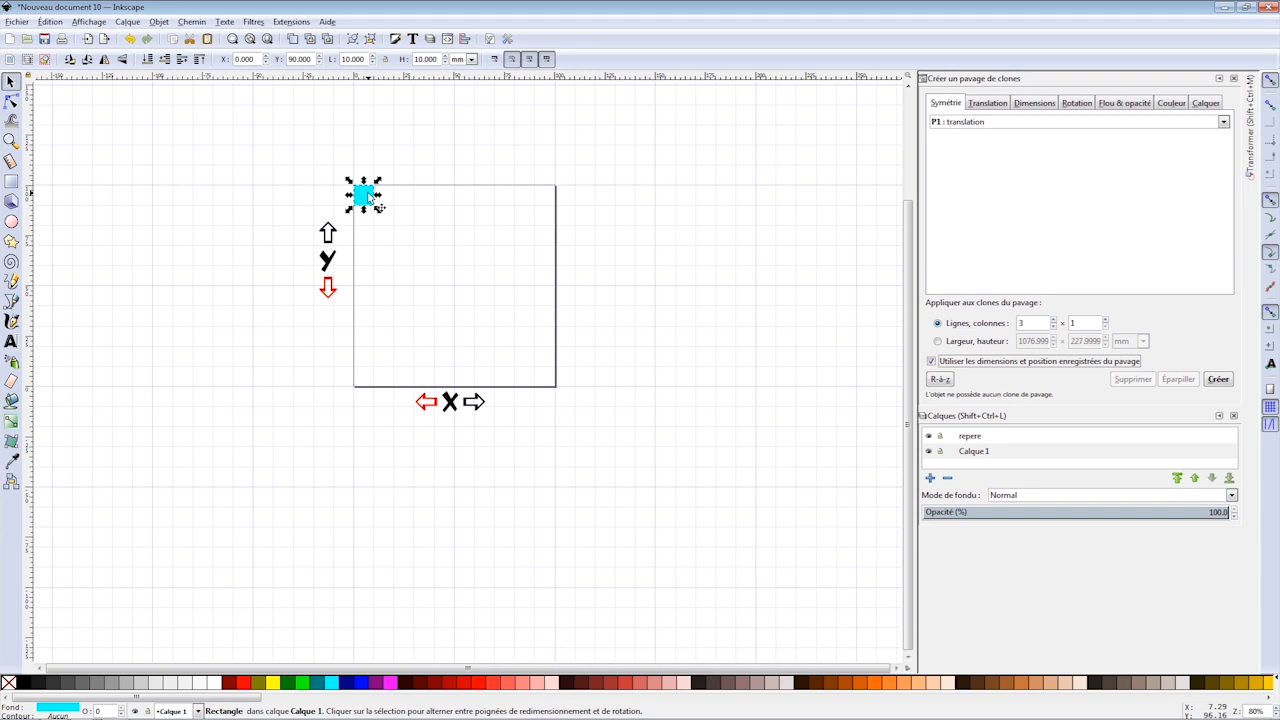 *Nouveau document 10 — Inkscape
Fichier Édition Affichage Calque Objet Chemin Texte Filtres Extensions Aide
X: 0.000 Y: 90.000 L: 10.000 H: 10.000 mm
Créer un pavage de clones
Symétrie Translation Dimensions Rotation Flou & opacité Couleur Calquer
P1 : translation
Transformer (Shift+Ctrl+M)
y
X
Appliquer aux clones du pavage :
Lignes, colonnes : 3 × 1
Largeur, hauteur : 1076.999 × 227.9999 mm
Utiliser les dimensions et position enregistrées du pavage
R-à-z Supprimer Éparpiller Créer
L'objet ne possède aucun clone de pavage.
Calques (Shift+Ctrl+L)
repere
Calque 1
Mode de fondu : Normal
Opacité (%) 100.0
Fond :
Contour : Aucun
O: 0
•Calque 1
Rectangle dans calque Calque 1. Cliquer sur la sélection pour alterner entre poignées de redimensionnement et de rotation.
X: 7.29
Y: 96.16
Z: 80%